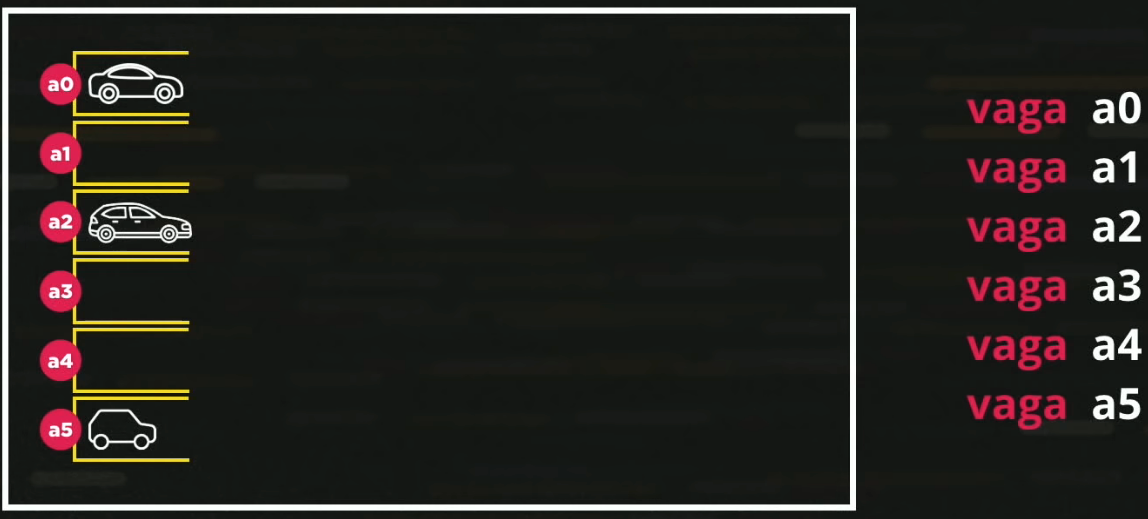 a0
a1
a2
a3
a4
a5
vaga a0
vaga a1
vaga a2
vaga a3
vaga a4
vaga a5